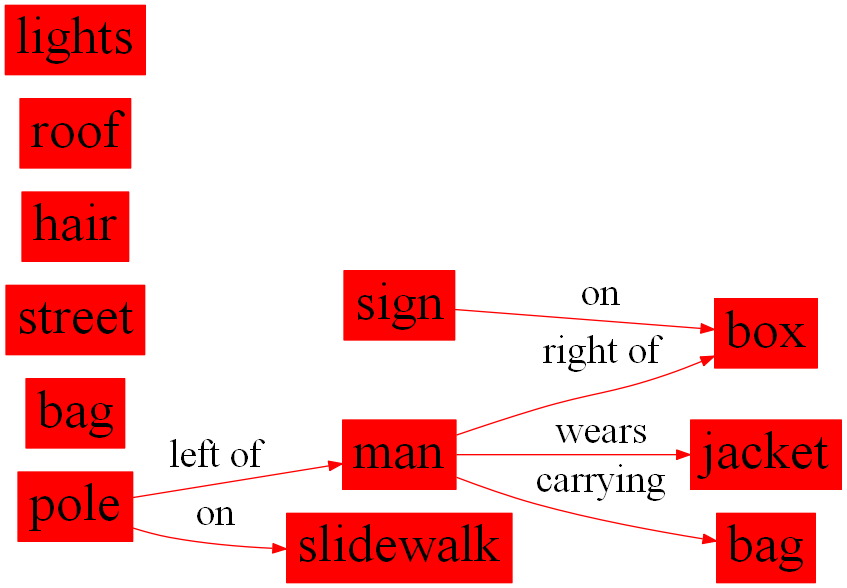 lights
roof
hair
street
bag
pole
left of
on
sign
man
slidewalk
on
right of
wears
carrying
box
jacket
bag